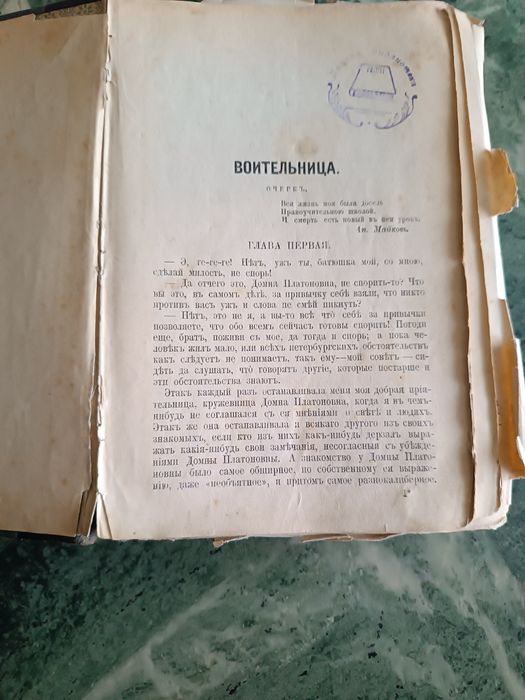 ВОИТЕЛЬНИЦА.
ОЧЕРКЪ.
Вся жизнь моя была досель
Нравоучительною школой.
И смерть есть новый въ ней урокъ.
Ап. Майковъ.
ГЛАВА ПЕРВАЯ.
— Э, ге-ге-ге! Нѣтъ, ужъ ты, батюшка мой, со мною,
сдѣлай милость, не спорь!
— Да отчего это, Домна Платоновна, не спорить-то? Что
вы это, въ самомъ дѣлѣ, за привычку себѣ взяли, что никто
противъ васъ ужъ и слова не смѣй пикнуть?
— Нѣтъ, это не я, а вы-то всѣ что́ себѣ за привычки
позволяете, что обо всемъ сейчасъ готовы спорить! Погоди
еще, братъ, поживи съ мое, да тогда и спорь; а пока че-
ловѣкъ жилъ мало, или всѣхъ петербургскихъ обстоятельствъ
какъ слѣдуетъ не понимаетъ, такъ ему—мой совѣтъ — си-
дѣть да слушать, что́ говорятъ другіе, которые постарше и
эти обстоятельства знаютъ.
Этакъ каждый разъ останавливала меня моя добрая прія-
тельница, кружевница Домна Платоновна, когда я въ чемъ-
нибудь не соглашался съ ея мнѣніями о свѣтѣ и людяхъ.
Этакъ же она останавливала и всякаго другого изъ своихъ
знакомыхъ, если кто изъ нихъ какъ-нибудь дерзалъ выра-
жать какія-нибудь свои замѣчанія, несогласныя съ убѣжде-
ніями Домны Платоновны. А знакомство у Домны Плато-
новны было самое обширное, по собственному ея выраже-
нію, даже «необъятное», и притомъ самое разнокалиберное.
1*